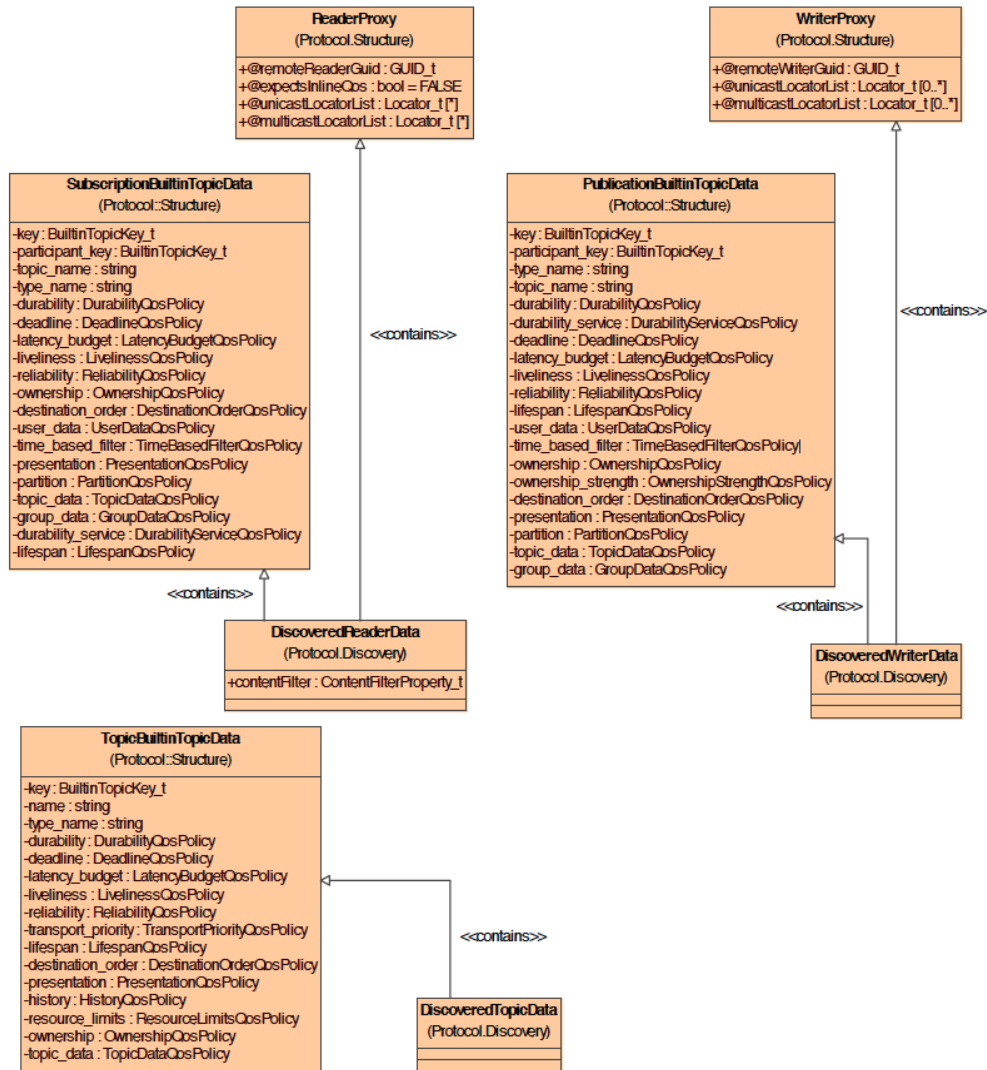 ReaderProxy
(Protocol.Structure)
+@remoteReaderGuid : GUID_t
+@expectsInlineQos : bool = FALSE
+@unicastLocatorList : Locator_t [*]
+@multicastLocatorList : Locator_t [*]
WriterProxy
(Protocol.Structure)
+@remoteWriterGuid : GUID_t
+@unicastLocatorList : Locator_t [0..*]
+@multicastLocatorList : Locator_t [0..*]
SubscriptionBuiltinTopicData
(Protocol::Structure)
-key : BuiltinTopicKey_t
-participant_key : BuiltinTopicKey_t
-topic_name : string
-type_name : string
-durability : DurabilityQosPolicy
-deadline : DeadlineQosPolicy
-latency_budget : LatencyBudgetQosPolicy
-liveliness : LivelinessQosPolicy
-reliability : ReliabilityQosPolicy
-ownership : OwnershipQosPolicy
-destination_order : DestinationOrderQosPolicy
-user_data : UserDataQosPolicy
-time_based_filter : TimeBasedFilterQosPolicy
-presentation : PresentationQosPolicy
-partition : PartitionQosPolicy
-topic_data : TopicDataQosPolicy
-group_data : GroupDataQosPolicy
-durability_service : DurabilityServiceQosPolicy
-lifespan : LifespanQosPolicy
<<contains>>
<<contains>>
PublicationBuiltinTopicData
(Protocol::Structure)
-key : BuiltinTopicKey_t
-participant_key : BuiltinTopicKey_t
-type_name : string
-topic_name : string
-durability : DurabilityQosPolicy
-durability_service : DurabilityServiceQosPolicy
-deadline : DeadlineQosPolicy
-latency_budget : LatencyBudgetQosPolicy
-liveliness : LivelinessQosPolicy
-reliability : ReliabilityQosPolicy
-lifespan : LifespanQosPolicy
-user_data : UserDataQosPolicy
-time_based_filter : TimeBasedFilterQosPolicy
-ownership : OwnershipQosPolicy
-ownership_strength : OwnershipStrengthQosPolicy
-destination_order : DestinationOrderQosPolicy
-presentation : PresentationQosPolicy
-partition : PartitionQosPolicy
-topic_data : TopicDataQosPolicy
-group_data : GroupDataQosPolicy
<<contains>>
<<contains>>
DiscoveredReaderData
(Protocol.Discovery)
+contentFilter : ContentFilterProperty_t
DiscoveredWriterData
(Protocol.Discovery)
TopicBuiltinTopicData
(Protocol::Structure)
-key : BuiltinTopicKey_t
-name : string
-type_name : string
-durability : DurabilityQosPolicy
-deadline : DeadlineQosPolicy
-latency_budget : LatencyBudgetQosPolicy
-liveliness : LivelinessQosPolicy
-reliability : ReliabilityQosPolicy
-transport_priority : TransportPriorityQosPolicy
-lifespan : LifespanQosPolicy
-destination_order : DestinationOrderQosPolicy
-presentation : PresentationQosPolicy
-history : HistoryQosPolicy
-resource_limits : ResourceLimitsQosPolicy
-ownership : OwnershipQosPolicy
-topic_data : TopicDataQosPolicy
<<contains>>
DiscoveredTopicData
(Protocol.Discovery)